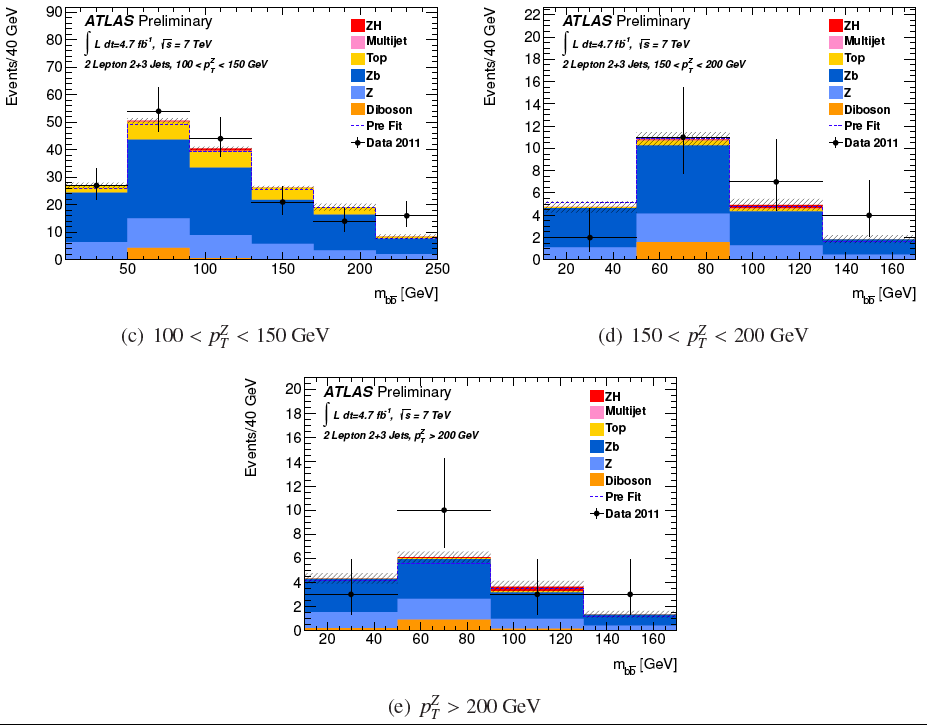 ATLAS Preliminary
∫ L dt=4.7 fb⁻¹, √s = 7 TeV
2 Lepton 2+3 Jets, 100 < p_T^Z < 150 GeV
ZH
Multijet
Top
Zb
Z
Diboson
Pre Fit
Data 2011
Events/40 GeV
90
80
70
60
50
40
30
20
10
0
50 100 150 200 250
m_bb̅ [GeV]
(c) 100 < p_T^Z < 150 GeV
ATLAS Preliminary
∫ L dt=4.7 fb⁻¹, √s = 7 TeV
2 Lepton 2+3 Jets, 150 < p_T^Z < 200 GeV
ZH
Multijet
Top
Zb
Z
Diboson
Pre Fit
Data 2011
Events/40 GeV
22
20
18
16
14
12
10
8
6
4
2
0
20 40 60 80 100 120 140 160
m_bb̅ [GeV]
(d) 150 < p_T^Z < 200 GeV
ATLAS Preliminary
∫ L dt=4.7 fb⁻¹, √s = 7 TeV
2 Lepton 2+3 Jets, p_T^Z > 200 GeV
ZH
Multijet
Top
Zb
Z
Diboson
Pre Fit
Data 2011
Events/40 GeV
20
18
16
14
12
10
8
6
4
2
0
20 40 60 80 100 120 140 160
m_bb̅ [GeV]
(e) p_T^Z > 200 GeV